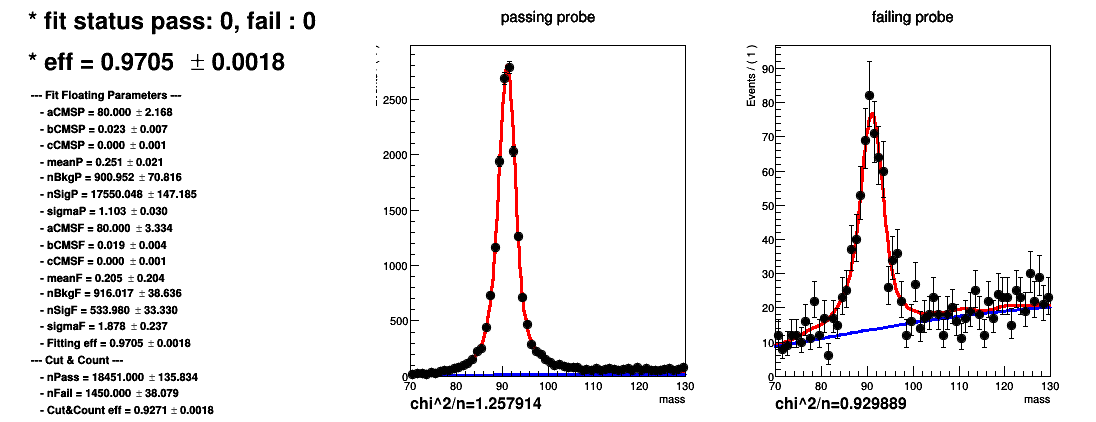 * fit status pass: 0, fail : 0
* eff = 0.9705 ± 0.0018
--- Fit Floating Parameters ---
- aCMSP = 80.000 ± 2.168
- bCMSP = 0.023 ± 0.007
- cCMSP = 0.000 ± 0.001
- meanP = 0.251 ± 0.021
- nBkgP = 900.952 ± 70.816
- nSigP = 17550.048 ± 147.185
- sigmaP = 1.103 ± 0.030
- aCMSF = 80.000 ± 3.334
- bCMSF = 0.019 ± 0.004
- cCMSF = 0.000 ± 0.001
- meanF = 0.205 ± 0.204
- nBkgF = 916.017 ± 38.636
- nSigF = 533.980 ± 33.330
- sigmaF = 1.878 ± 0.237
- Fitting eff = 0.9705 ± 0.0018
--- Cut & Count ---
- nPass = 18451.000 ± 135.834
- nFail = 1450.000 ± 38.079
- Cut&Count eff = 0.9271 ± 0.0018
passing probe
2500
2000
1500
1000
500
0
70 80 90 100 110 120 130
mass
chi^2/n=1.257914
failing probe
Events / ( 1 )
90
80
70
60
50
40
30
20
10
0
70 80 90 100 110 120 130
mass
chi^2/n=0.929889